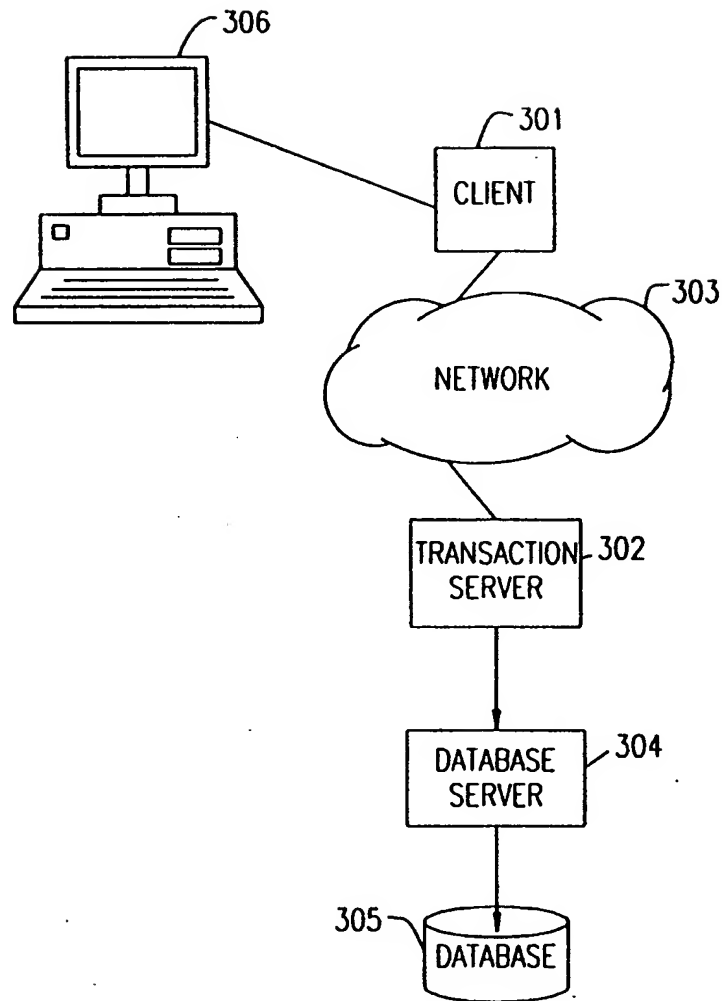 306
301
CLIENT
303
NETWORK
TRANSACTION
SERVER
302
DATABASE
SERVER
304
305
DATABASE